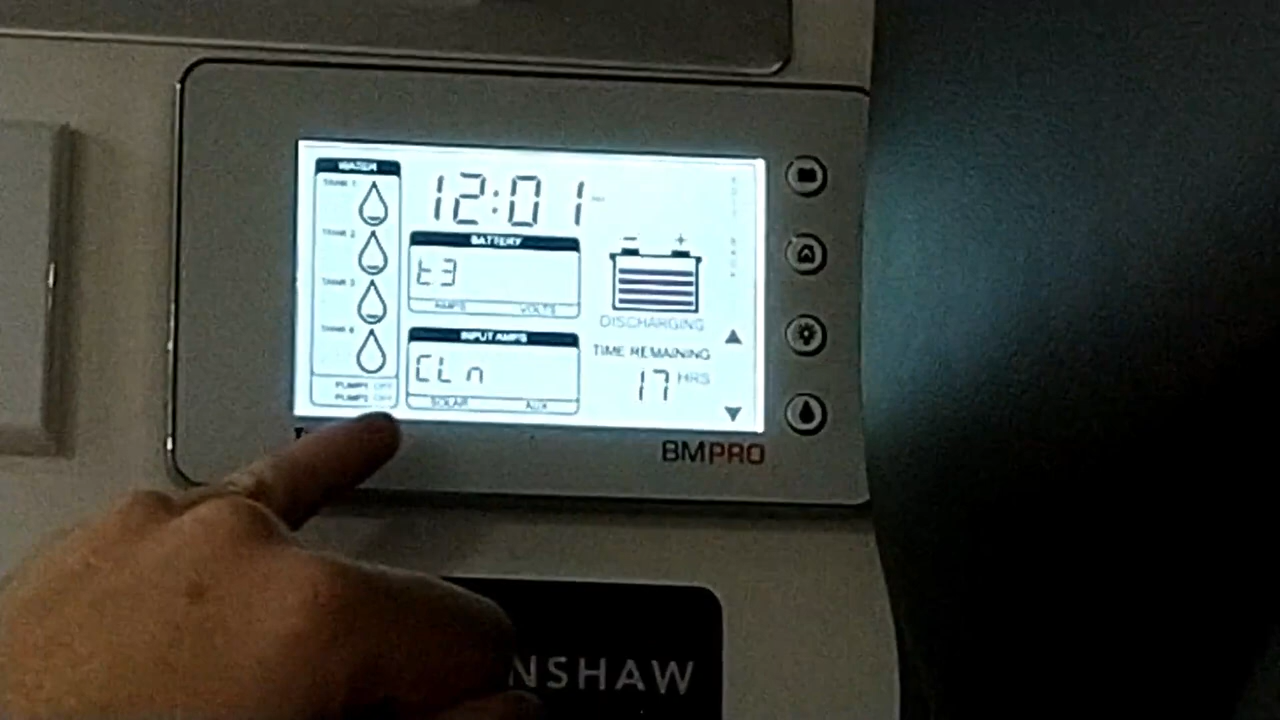 WATER
TANK 1
TANK 2
TANK 3
TANK 4
PUMP1 OFF
PUMP2 OFF
12:01
BATTERY
t3
AMPS VOLTS
INPUT AMPS
CLn
SOLAR AUX
- +
DISCHARGING
TIME REMAINING
17 HRS
BMPRO
NSHAW